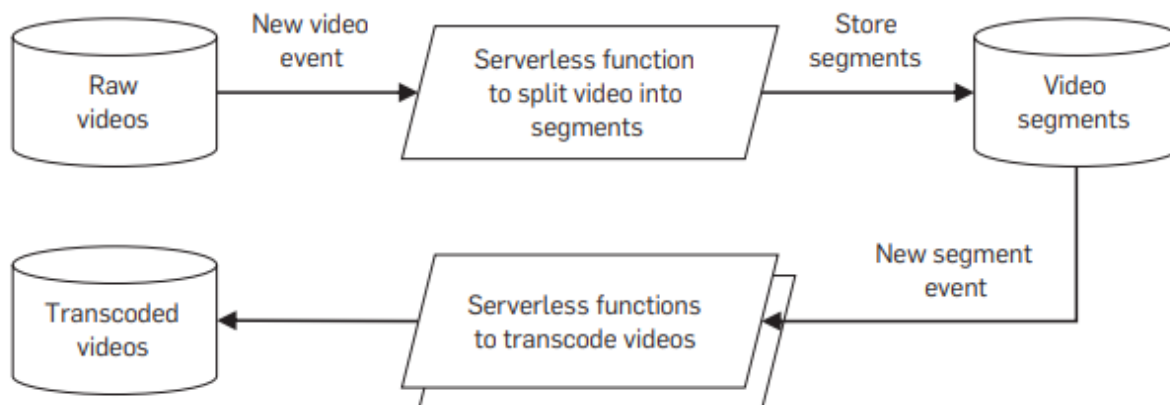 New video
event
Store
segments
Raw
videos
Serverless function
to split video into
segments
Video
segments
New segment
event
Transcoded
videos
Serverless functions
to transcode videos